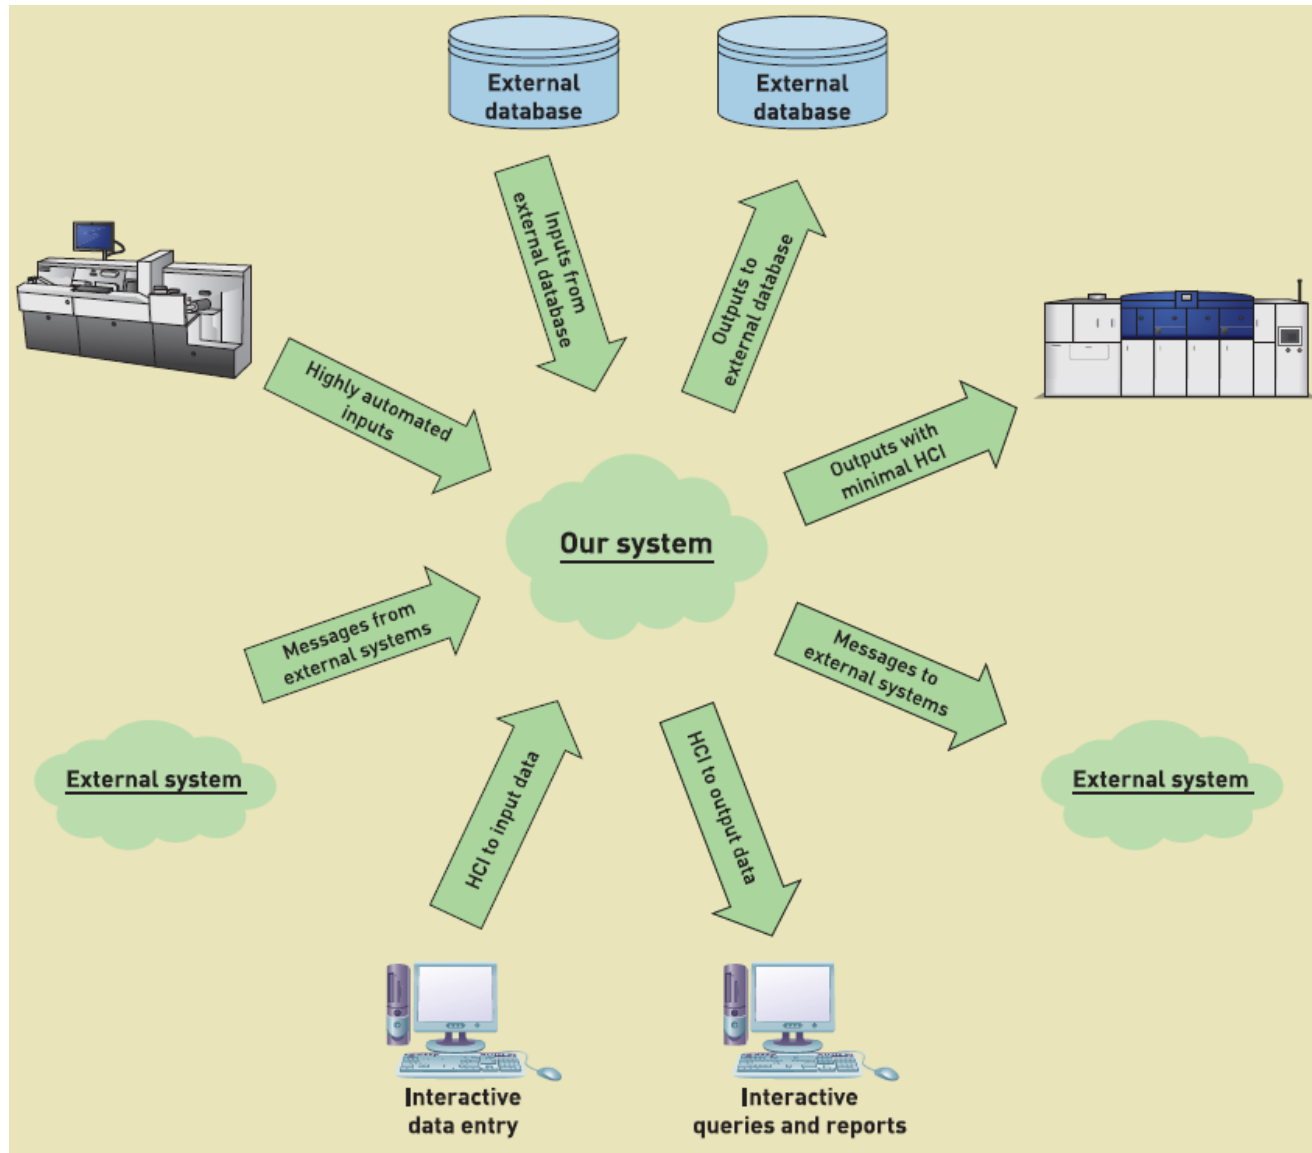 External
database
External
database
Inputs from
external database
Outputs to
external database
Highly automated
inputs
Outputs with
minimal HCI
Our system
Messages from
external systems
Messages to
external systems
External system
External system
HCI to input data
HCI to output data
Interactive
data entry
Interactive
queries and reports